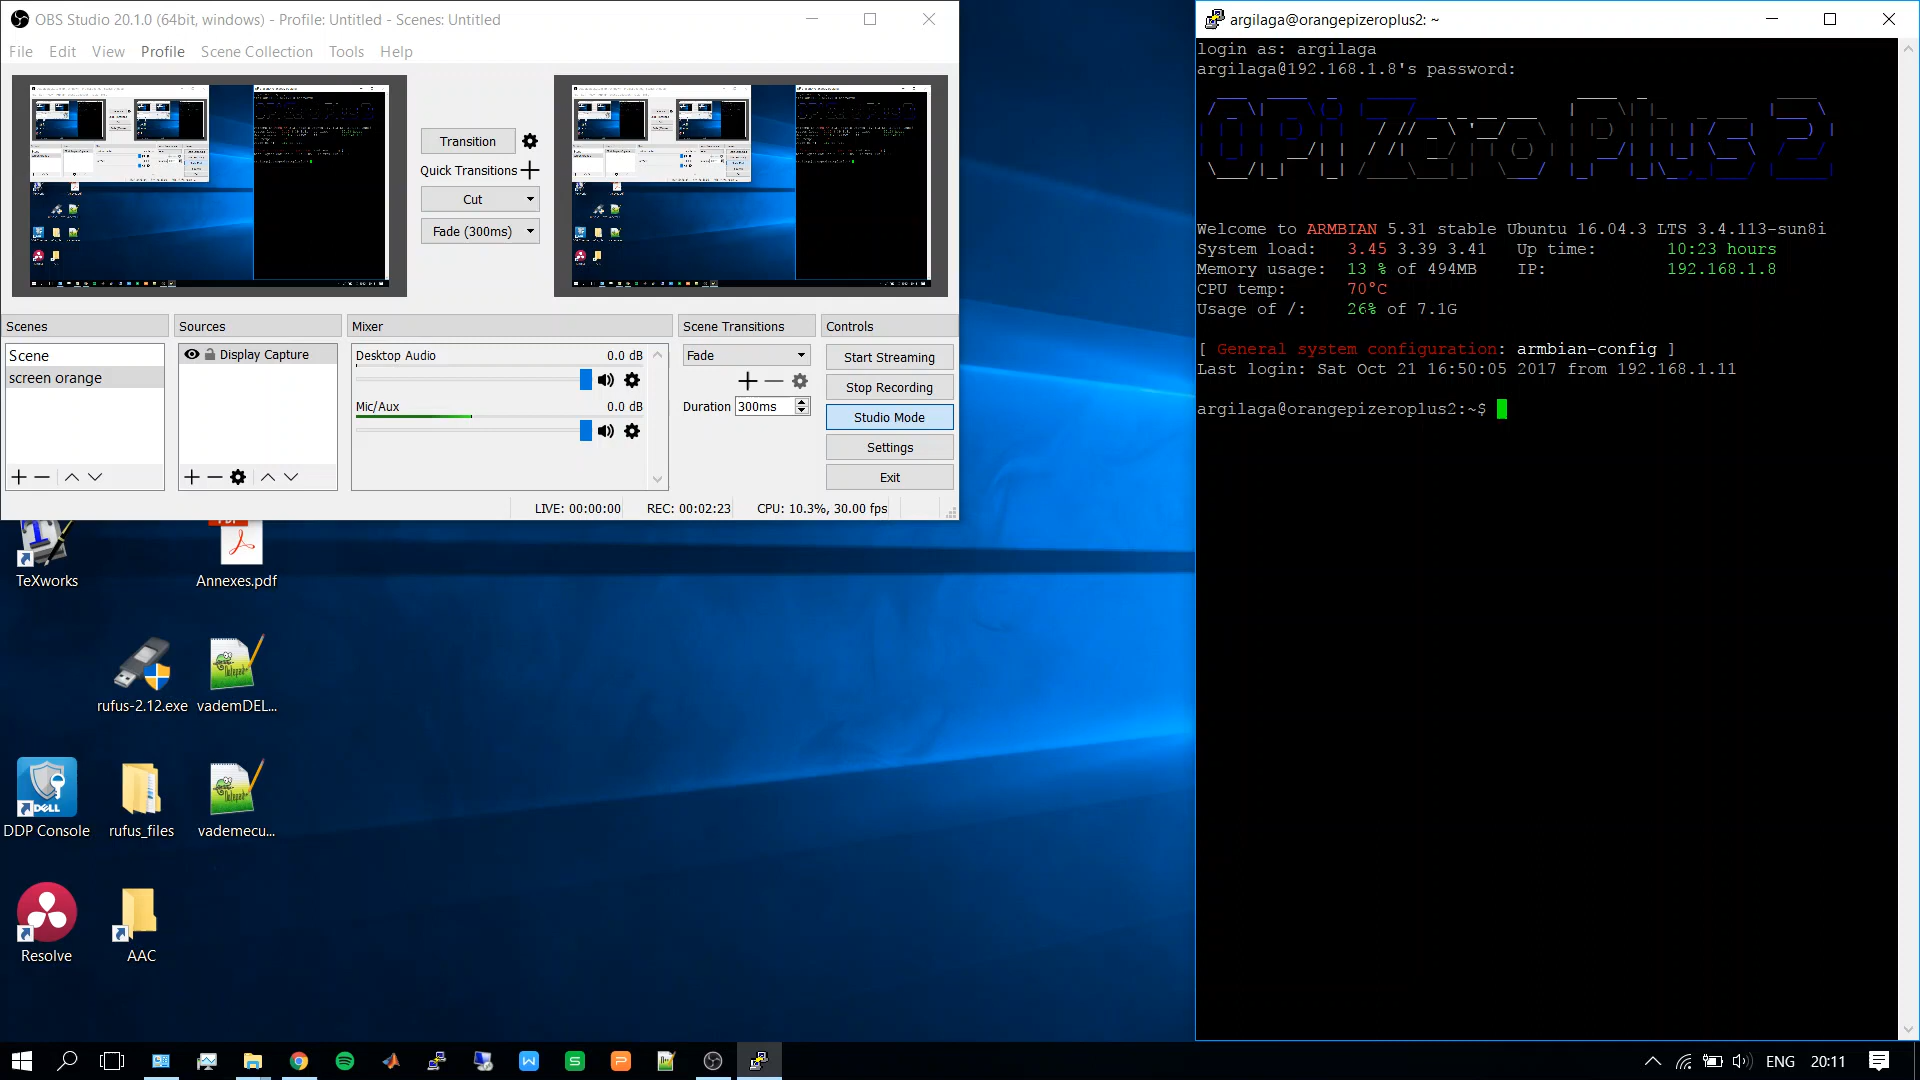 OBS Studio 20.1.0 (64bit, windows) - Profile: Untitled - Scenes: Untitled
File Edit View Profile Scene Collection Tools Help
Transition
Quick Transitions
Cut
Fade (300ms)
Scenes
Scene
screen orange
Sources
Display Capture
Mixer
Desktop Audio 0.0 dB
Mic/Aux 0.0 dB
Scene Transitions
Fade
Duration 300ms
Controls
Start Streaming
Stop Recording
Studio Mode
Settings
Exit
LIVE: 00:00:00 REC: 00:02:23 CPU: 10.3%, 30.00 fps
TeXworks
Annexes.pdf
rufus-2.12.exe
vademDEL...
DDP Console
rufus_files
vademecu...
Resolve
AAC
argilaga@orangepizeroplus2: ~
login as: argilaga
argilaga@192.168.1.8's password:
OPi Zero Plus 2
Welcome to ARMBIAN 5.31 stable Ubuntu 16.04.3 LTS 3.4.113-sun8i
System load: 3.45 3.39 3.41 Up time: 10:23 hours
Memory usage: 13 % of 494MB IP: 192.168.1.8
CPU temp: 70°C
Usage of /: 26% of 7.1G
[ General system configuration: armbian-config ]
Last login: Sat Oct 21 16:50:05 2017 from 192.168.1.11
argilaga@orangepizeroplus2:~$
ENG 20:11